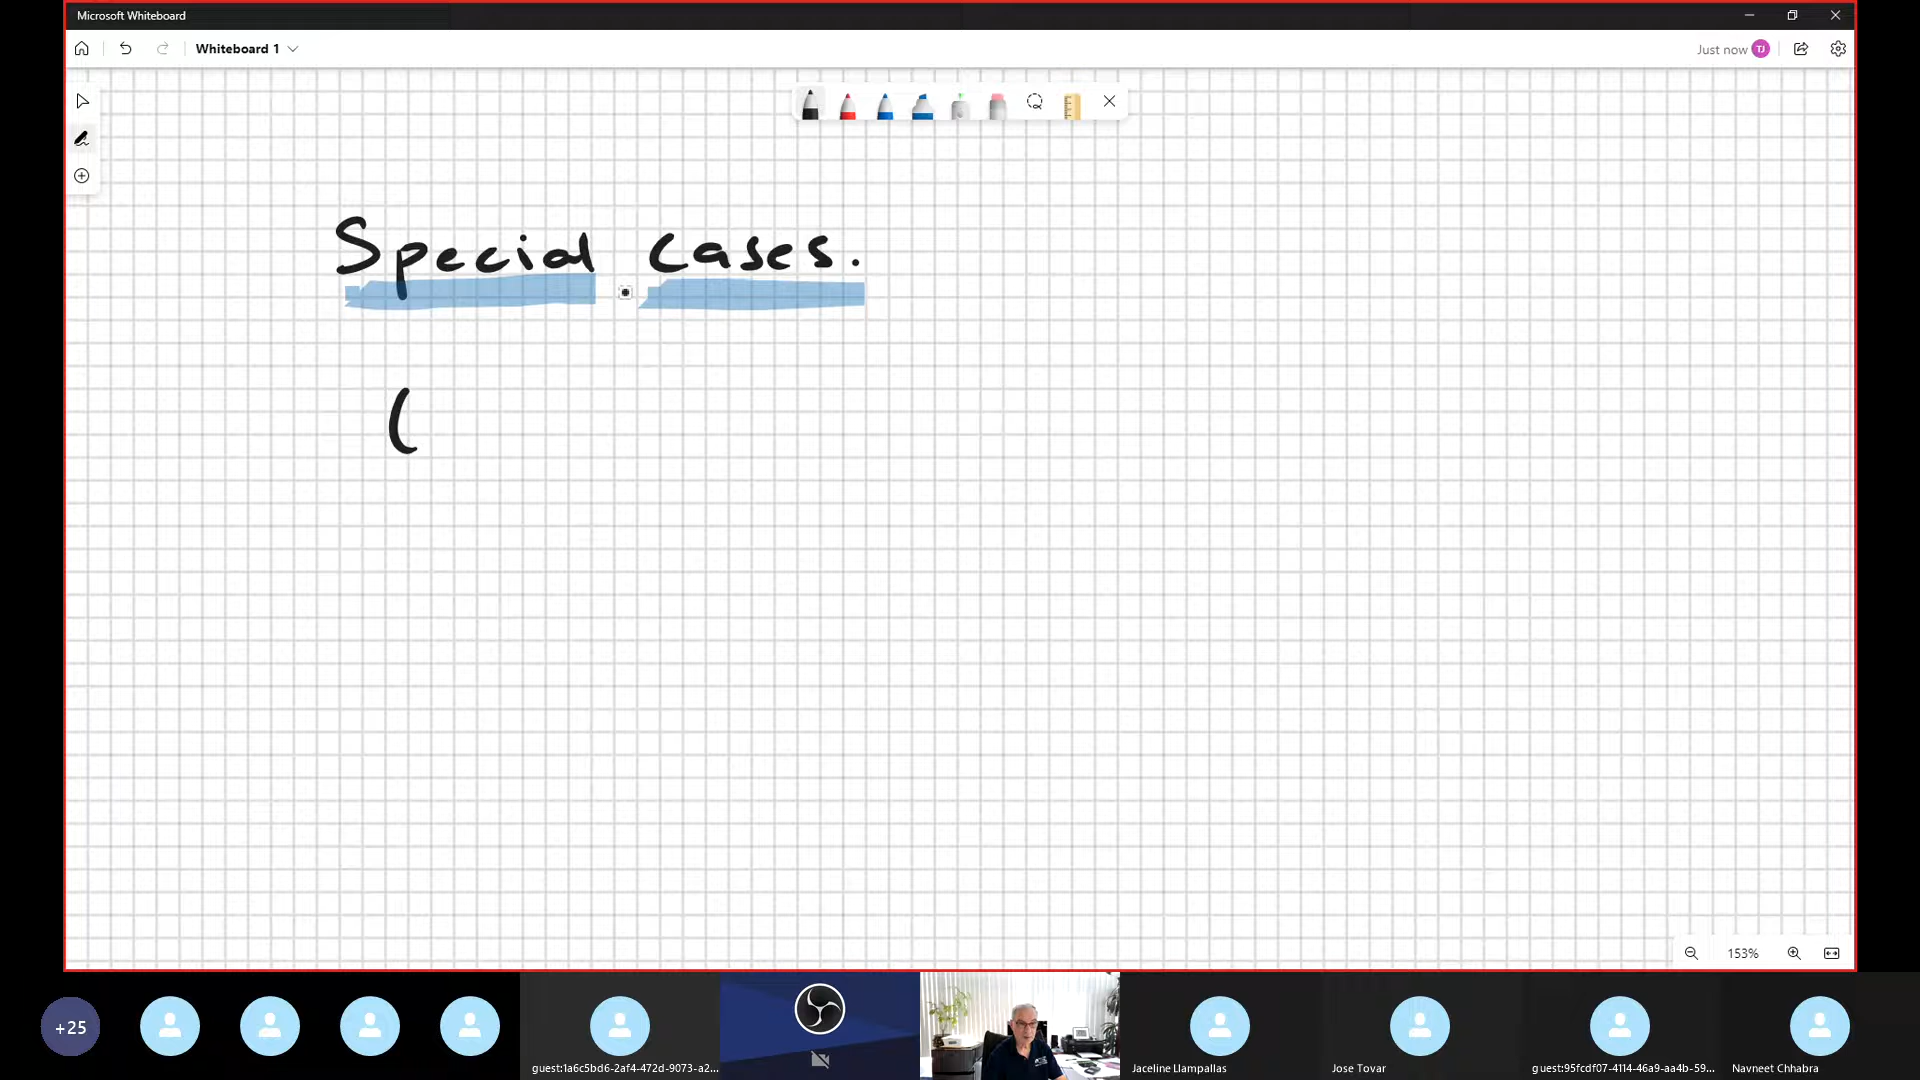 Microsoft Whiteboard
Whiteboard 1
Just now TJ
Special Cases.
(
153%
+25
guest:1a6c5bd6-2af4-472d-9073-a2...
Jaceline Llampallas
Jose Tovar
guest:95fcdf07-4114-46a9-aa4b-59...
Navneet Chhabra